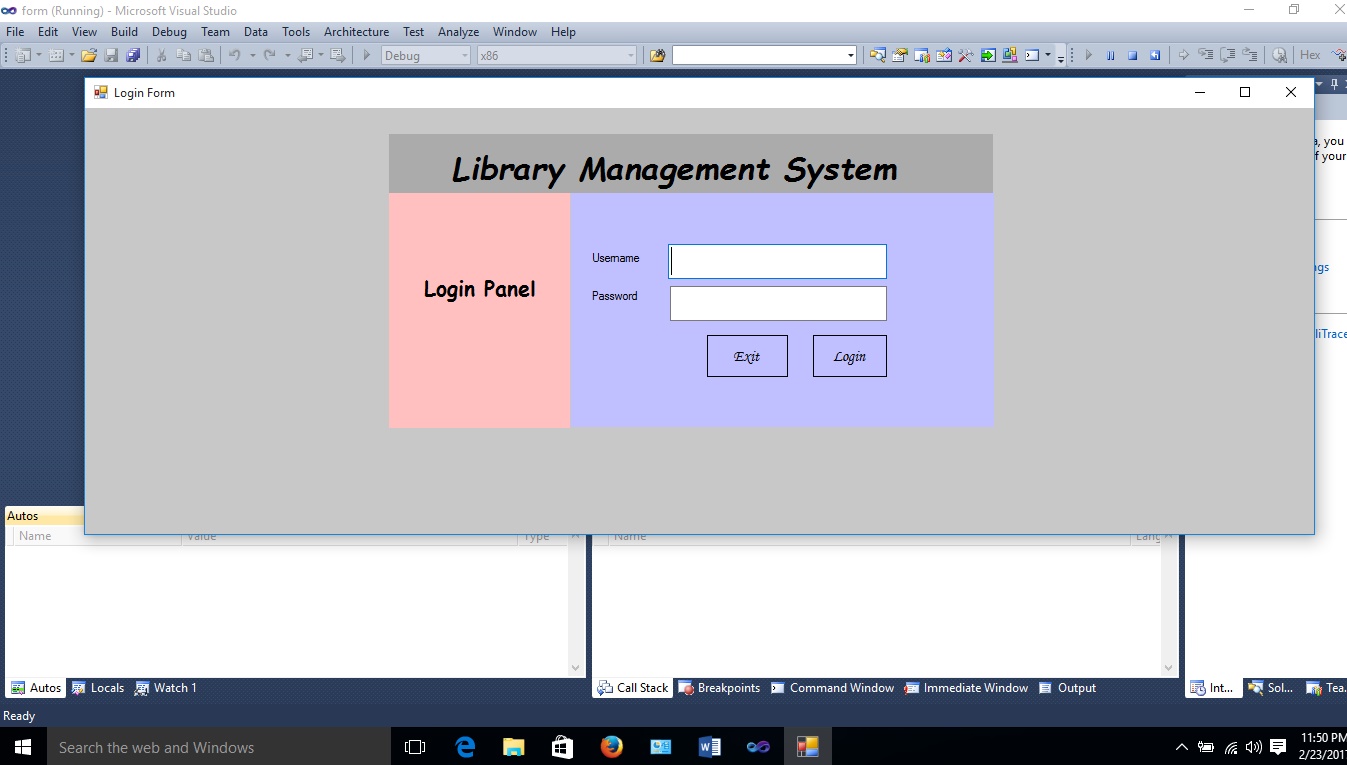 form (Running) - Microsoft Visual Studio
File Edit View Build Debug Team Data Tools Architecture Test Analyze Window Help
Debug x86 Hex
Login Form
Library Management System
Login Panel
Username
Password
Exit Login
, you
f your
gs
liTrace
Autos
Name Value Type Name Lang
Autos Locals Watch 1 Call Stack Breakpoints Command Window Immediate Window Output Int... Sol... Tea.
Ready
Search the web and Windows
11:50 PM
2/23/201